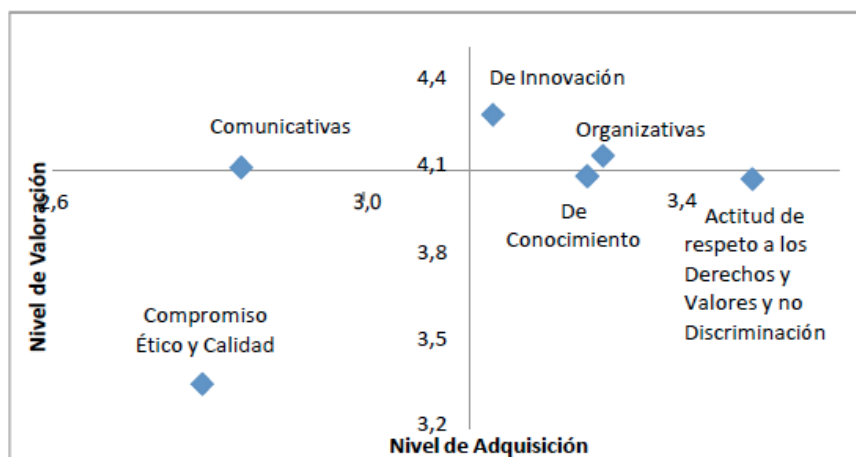 4,4
De Innovación
Comunicativas
Organizativas
4,1
2,6
3,0
3,4
De
Conocimiento
Actitud de
respeto a los
Derechos y
Valores y no
Discriminación
3,8
Compromiso
Ético y Calidad
3,5
3,2
Nivel de Valoración
Nivel de Adquisición